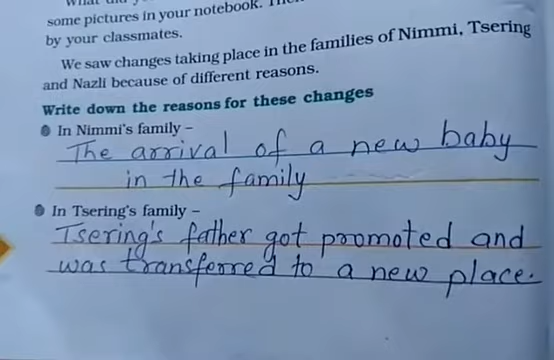 some pictures in your notebook.
by your classmates.
We saw changes taking place in the families of Nimmi, Tsering
and Nazli because of different reasons.
Write down the reasons for these changes
In Nimmi's family –
The arrival of a new baby
in the family
In Tsering's family –
Tsering's father got promoted and
was transferred to a new place.